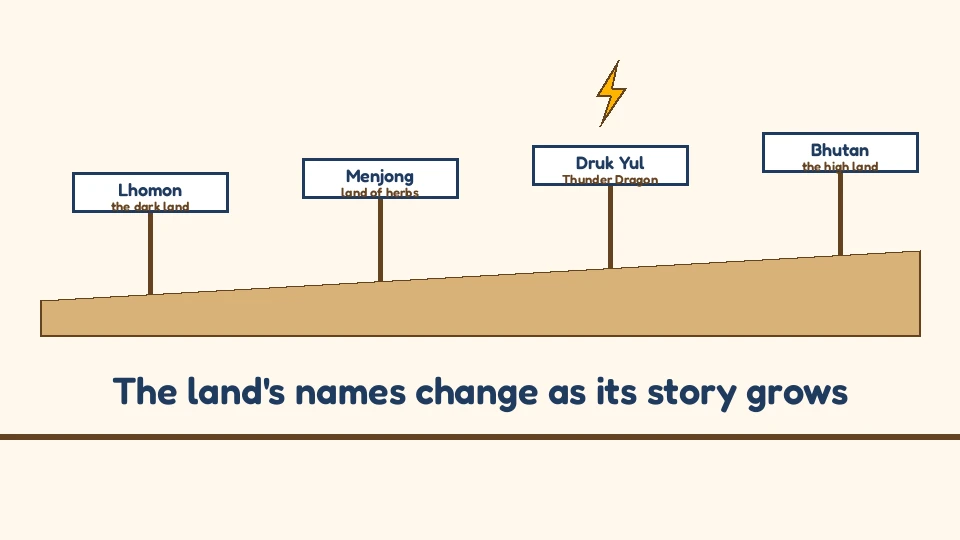 Lhomon
the dark land
Menjong
land of herbs
Druk Yul
Thunder Dragon
Bhutan
the high land
The land's names change as its story grows